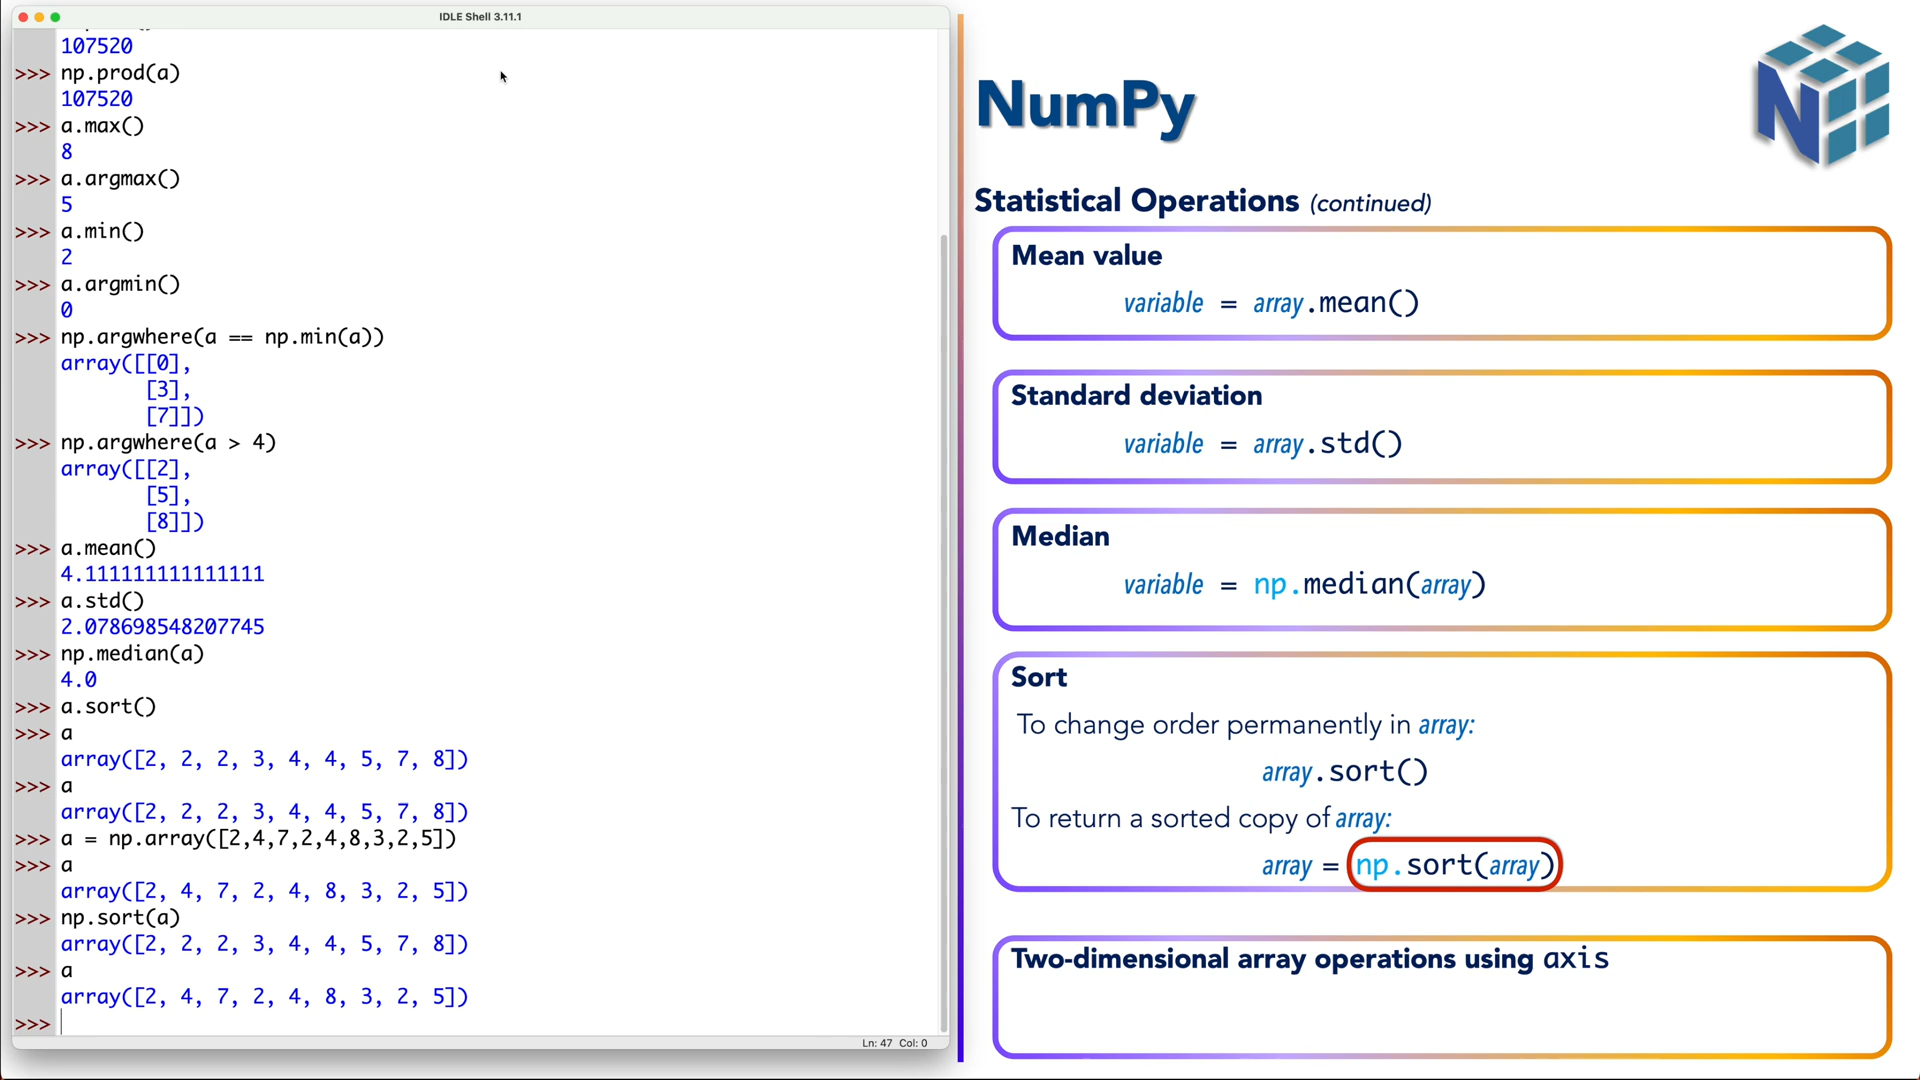 IDLE Shell 3.11.1
107520
>>> np.prod(a)
107520
>>> a.max()
8
>>> a.argmax()
5
>>> a.min()
2
>>> a.argmin()
0
>>> np.argwhere(a == np.min(a))
array([[0],
[3],
[7]])
>>> np.argwhere(a > 4)
array([[2],
[5],
[8]])
>>> a.mean()
4.111111111111111
>>> a.std()
2.078698548207745
>>> np.median(a)
4.0
>>> a.sort()
>>> a
array([2, 2, 2, 3, 4, 4, 5, 7, 8])
>>> a
array([2, 2, 2, 3, 4, 4, 5, 7, 8])
>>> a = np.array([2,4,7,2,4,8,3,2,5])
>>> a
array([2, 4, 7, 2, 4, 8, 3, 2, 5])
>>> np.sort(a)
array([2, 2, 2, 3, 4, 4, 5, 7, 8])
>>> a
array([2, 4, 7, 2, 4, 8, 3, 2, 5])
>>>
Ln: 47 Col: 0
NumPy
N
Statistical Operations (continued)
Mean value
variable = array.mean()
Standard deviation
variable = array.std()
Median
variable = np.median(array)
Sort
To change order permanently in array:
array.sort()
To return a sorted copy of array:
array = np.sort(array)
Two-dimensional array operations using axis